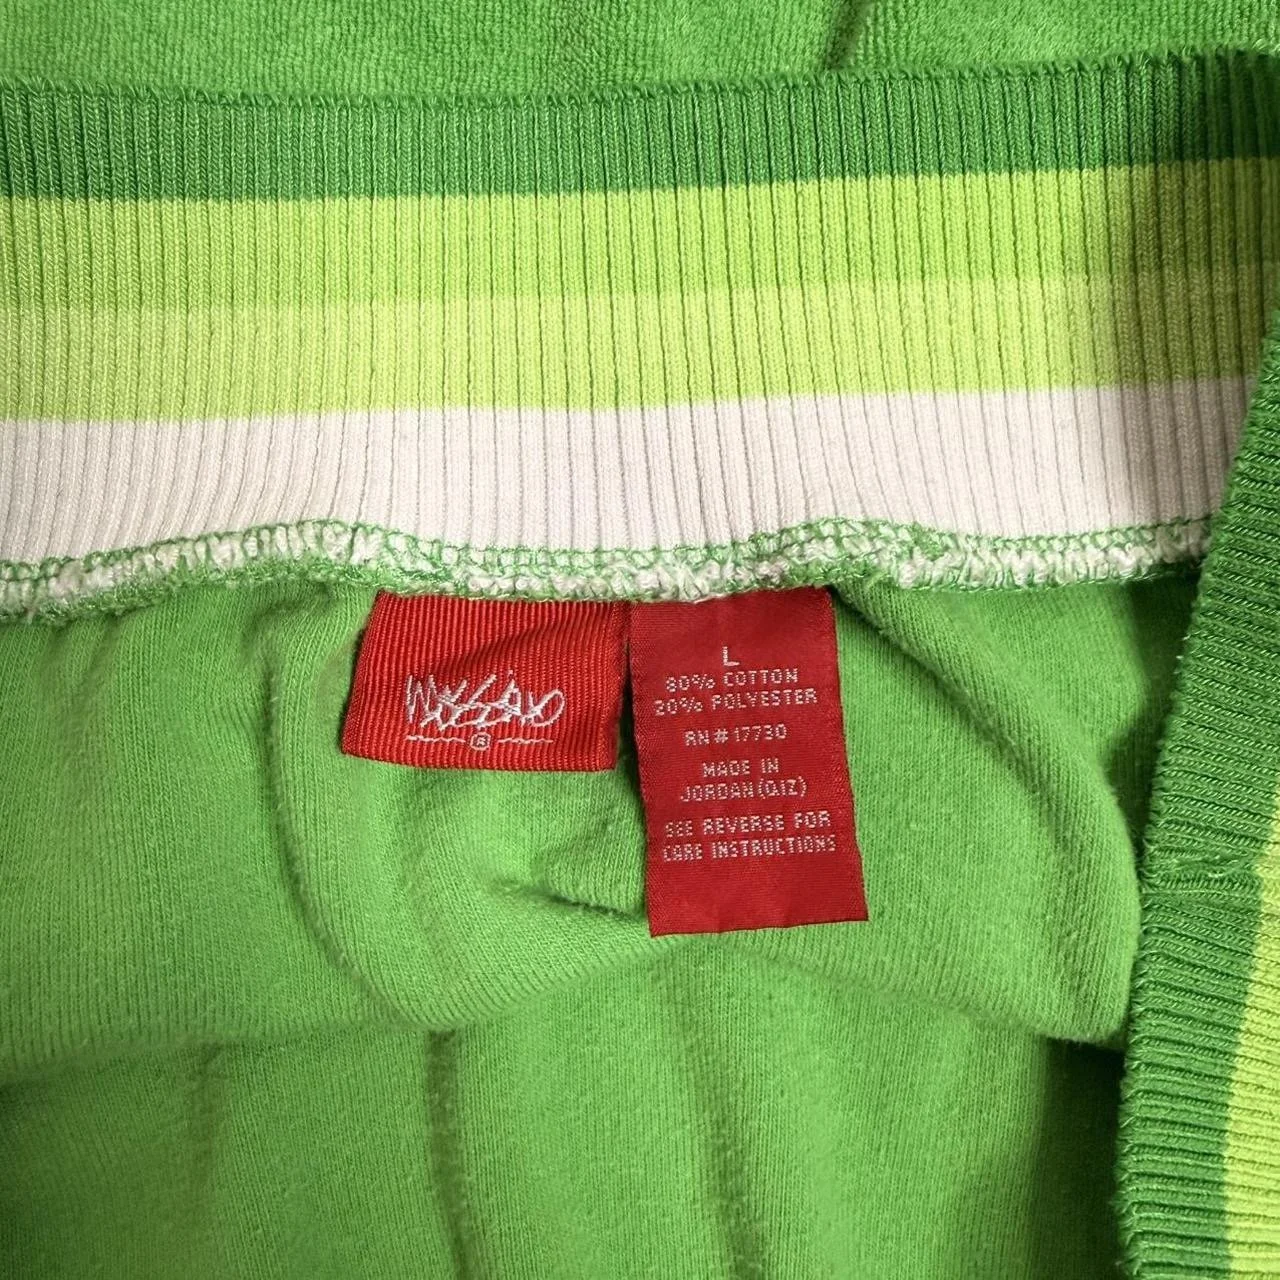 MOSSIMO
®
L
80% COTTON
20% POLYESTER
RN # 17730
MADE IN
JORDAN (QIZ)
SEE REVERSE FOR
CARE INSTRUCTIONS